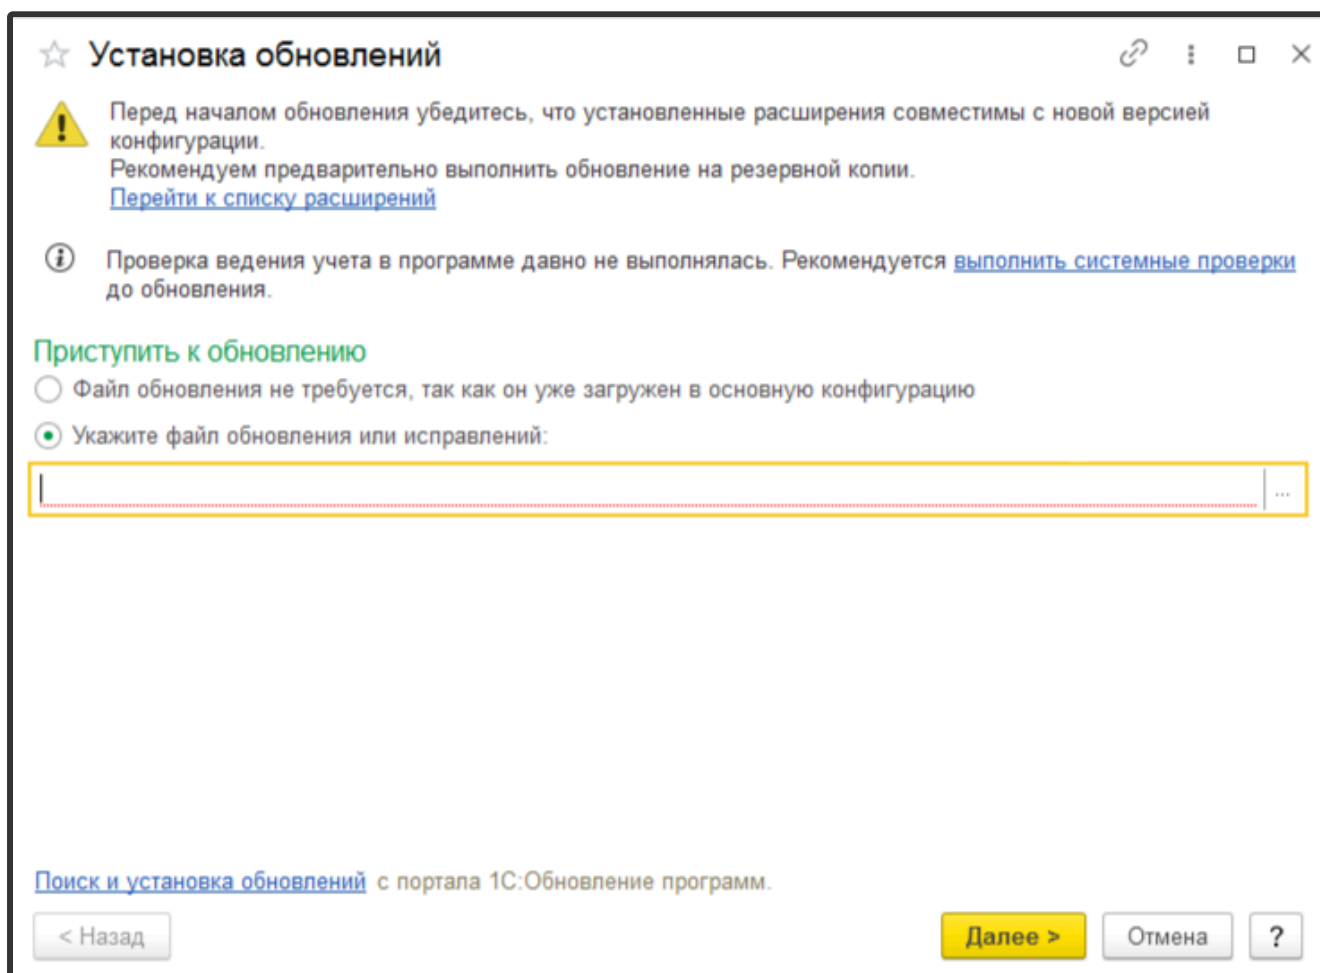 Установка обновлений
Перед началом обновления убедитесь, что установленные расширения совместимы с новой версией
конфигурации.
Рекомендуем предварительно выполнить обновление на резервной копии.
Перейти к списку расширений
Проверка ведения учета в программе давно не выполнялась. Рекомендуется выполнить системные проверки
до обновления.
Приступить к обновлению
Файл обновления не требуется, так как он уже загружен в основную конфигурацию
Укажите файл обновления или исправлений:
...
Поиск и установка обновлений с портала 1С:Обновление программ.
< Назад
Далее >
Отмена
?